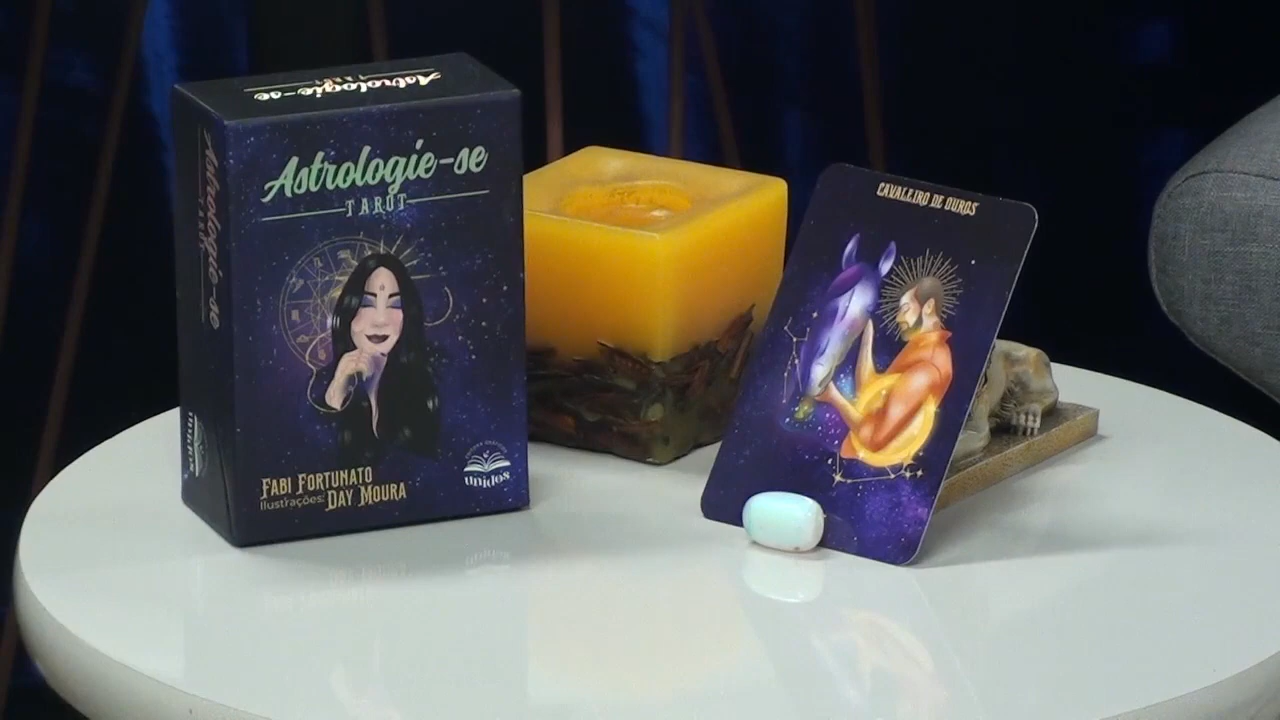 Astrologie-se
Astrologie-se
TAROT
Astrologie-se
FABI FORTUNATO
Ilustrações: DAY MOURA
unidos
CAVALEIRO DE OUROS